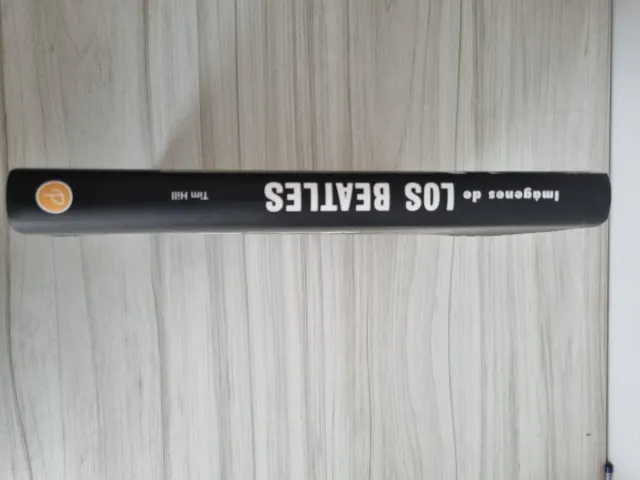 Imágenes de LOS BEATLES
Tim Hill
P